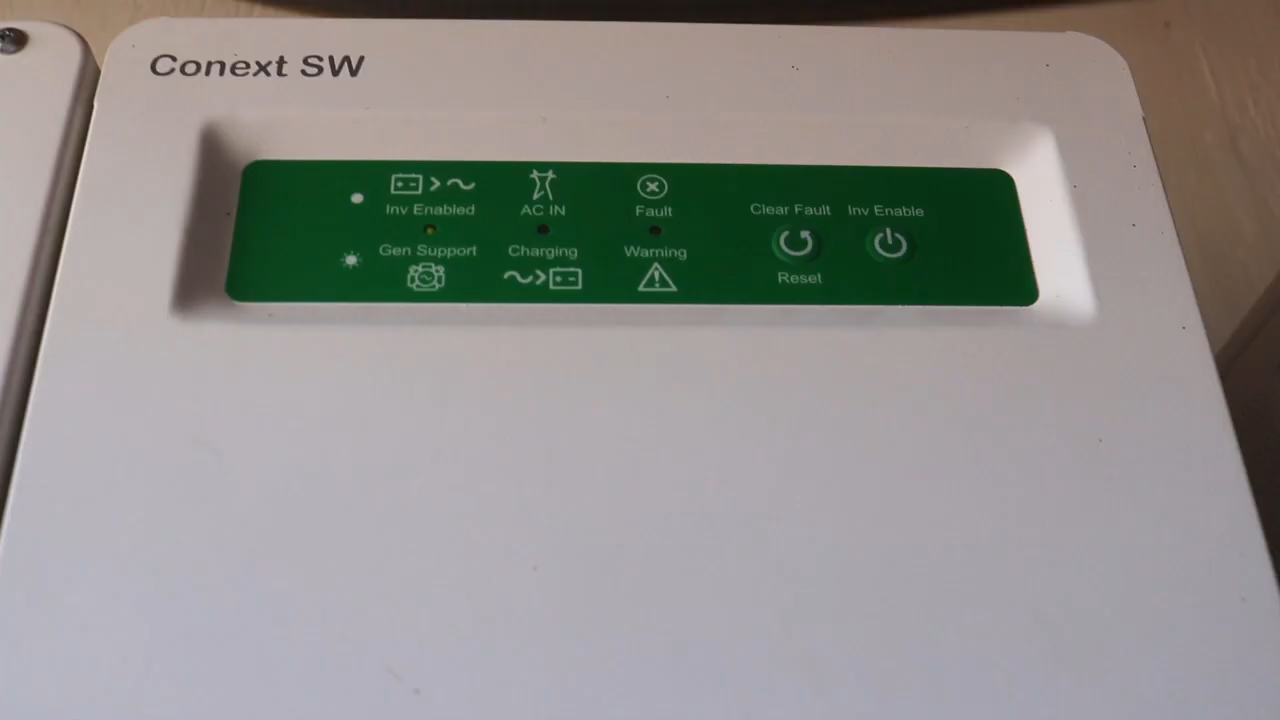 Conext SW
Inv Enabled AC IN Fault Clear Fault Inv Enable
Gen Support Charging Warning
Reset